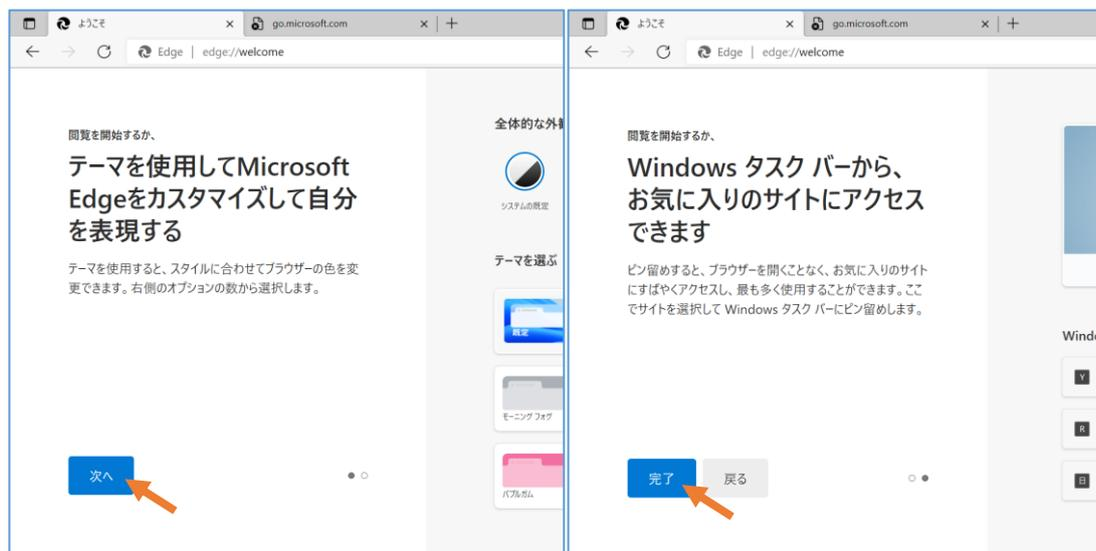 ようこそ
go.microsoft.com
Edge | edge://welcome
閲覧を開始するか、
テーマを使用してMicrosoft
Edgeをカスタマイズして自分
を表現する
テーマを使用すると、スタイルに合わせてブラウザーの色を変
更できます。右側のオプションの数から選択します。
次へ
全体的な外観
システムの既定
テーマを選ぶ
既定
モーニング フォグ
バブルガム
ようこそ
go.microsoft.com
Edge | edge://welcome
閲覧を開始するか、
Windows タスク バーから、
お気に入りのサイトにアクセス
できます
ピン留めすると、ブラウザーを開くことなく、お気に入りのサイト
にすばやくアクセスし、最も多く使用することができます。ここ
でサイトを選択して Windows タスク バーにピン留めします。
完了
戻る
Y
R
日